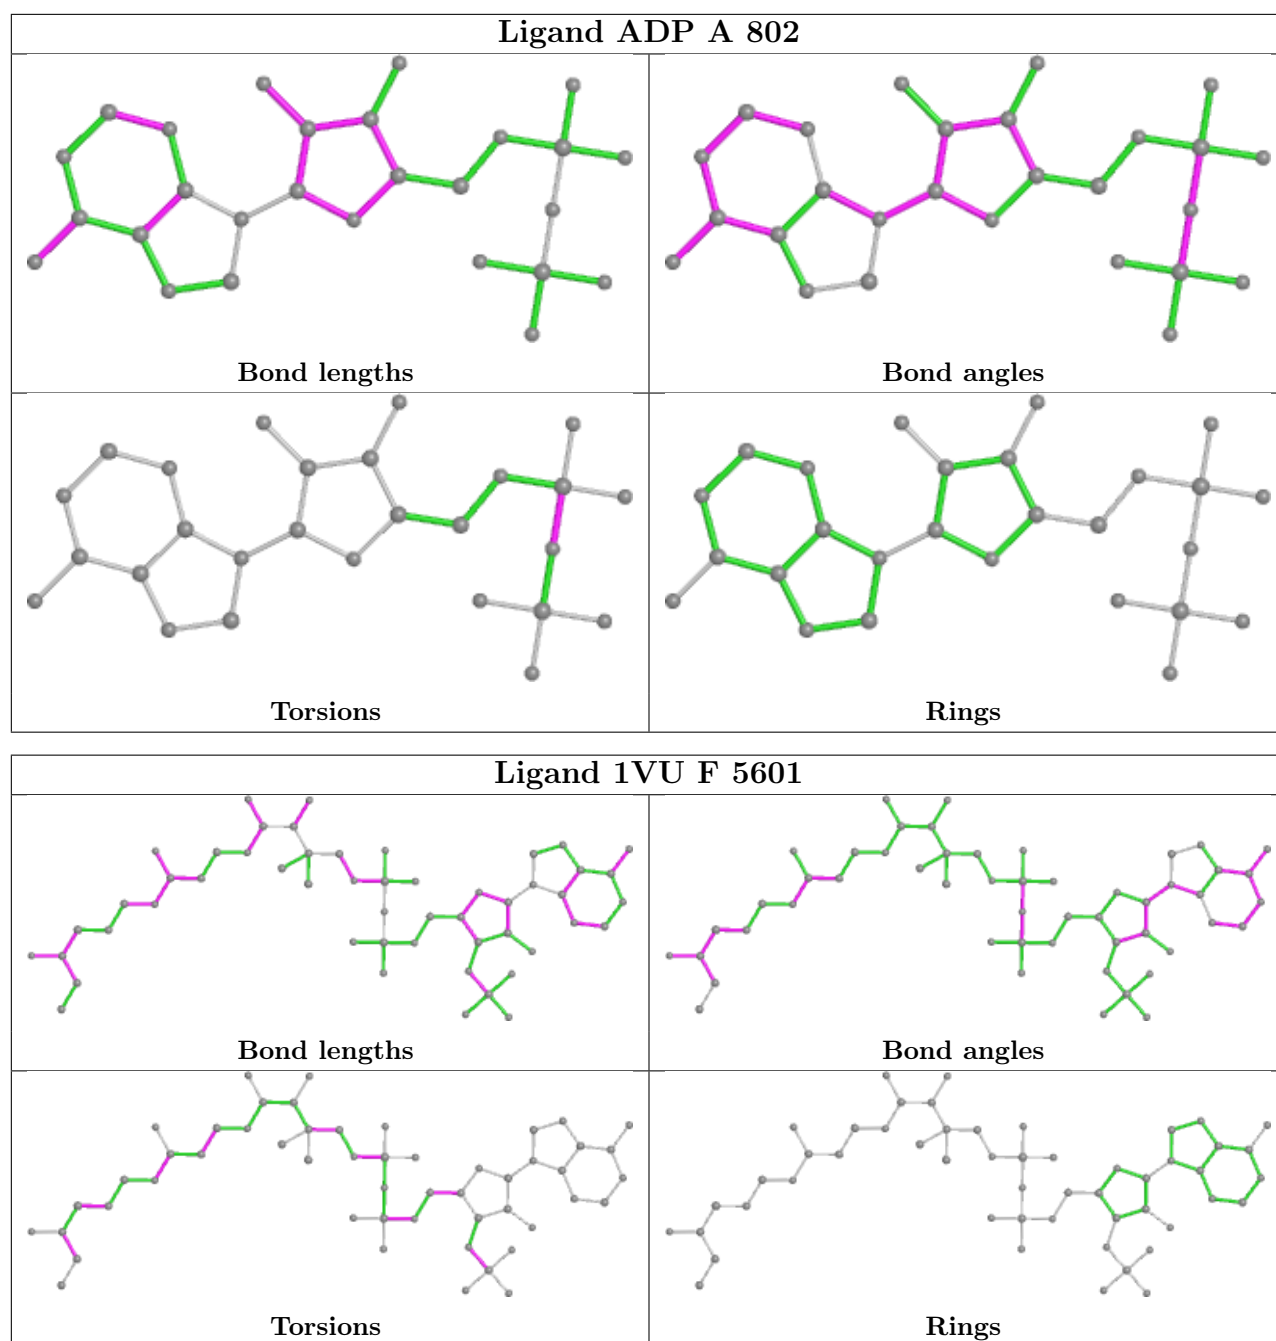 Ligand ADP A 802
Bond lengths
Bond angles
Torsions
Rings
Ligand 1VU F 5601
Bond lengths
Bond angles
Torsions
Rings